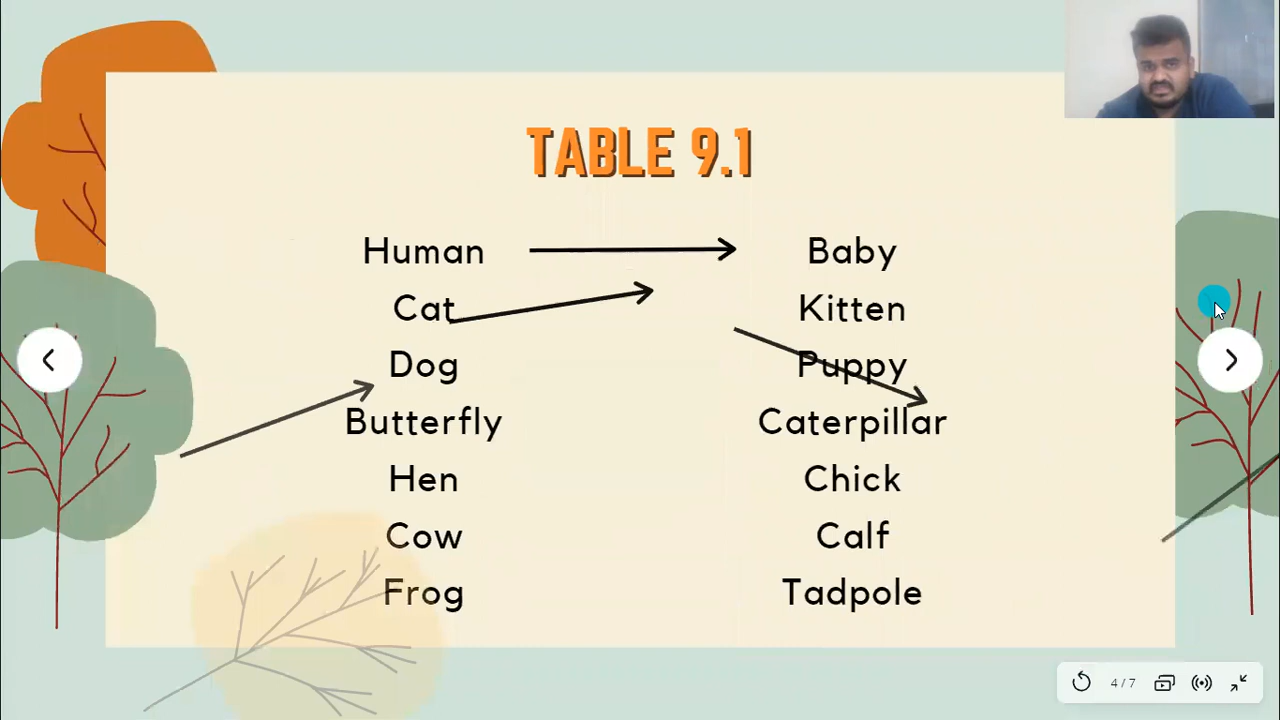 TABLE 9.1
Human Baby
Cat Kitten
Dog Puppy
Butterfly Caterpillar
Hen Chick
Cow Calf
Frog Tadpole
4 / 7